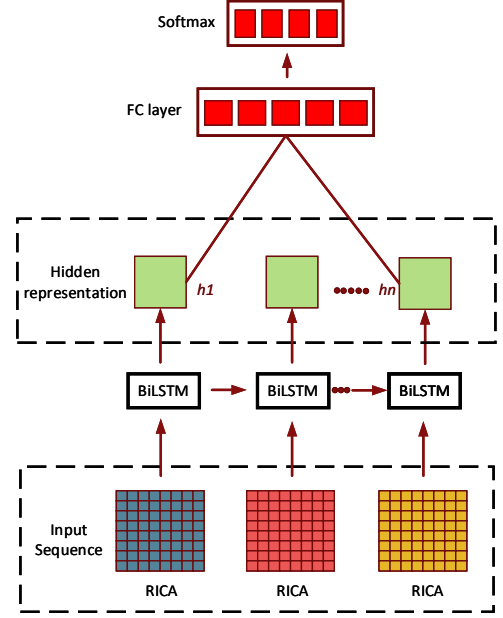 Softmax
FC layer
Hidden
representation
h1
hn
BiLSTM
BiLSTM
BiLSTM
Input
Sequence
RICA
RICA
RICA